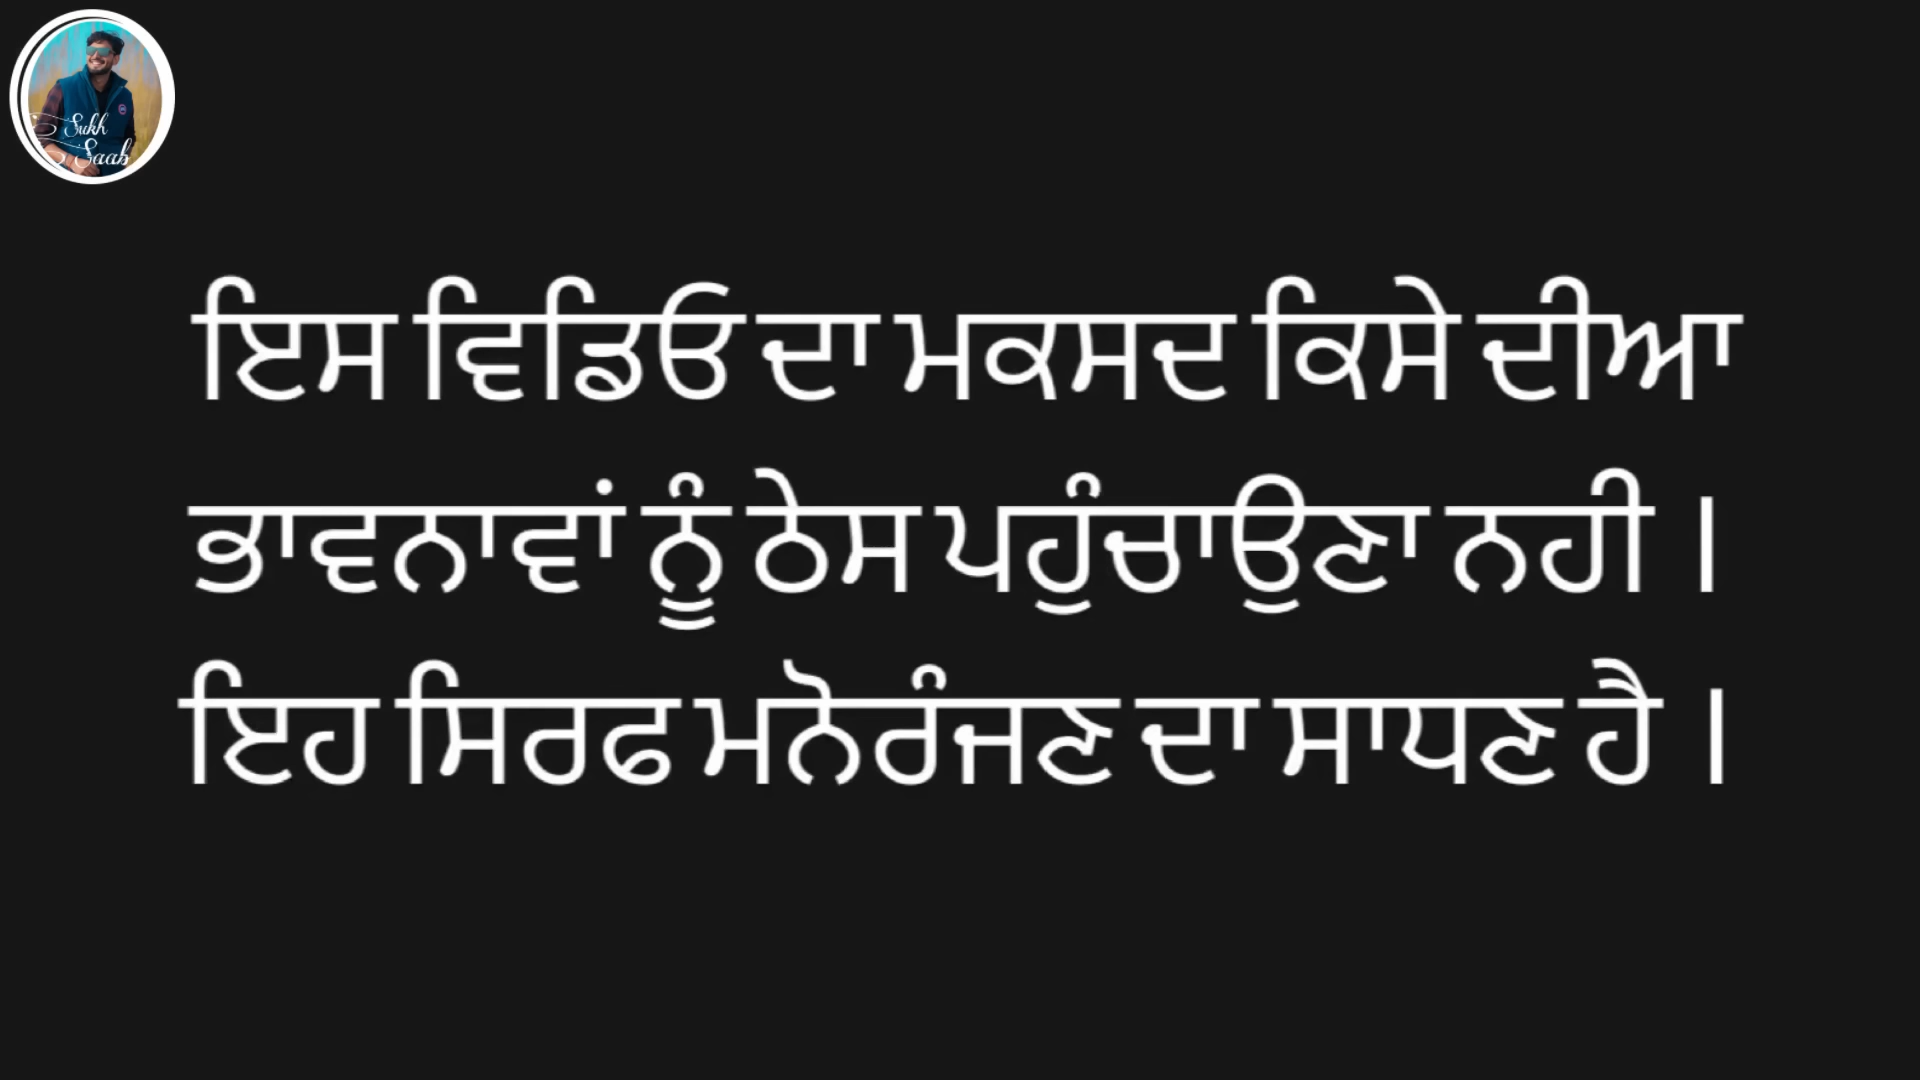 Sukh
Saab
ਇਸ ਵਿਡਿਓ ਦਾ ਮਕਸਦ ਕਿਸੇ ਦੀਆ
ਭਾਵਨਾਵਾਂ ਨੂੰ ਠੇਸ ਪਹੁੰਚਾਉਣਾ ਨਹੀ ।
ਇਹ ਸਿਰਫ ਮਨੋਰੰਜਣ ਦਾ ਸਾਧਣ ਹੈ ।